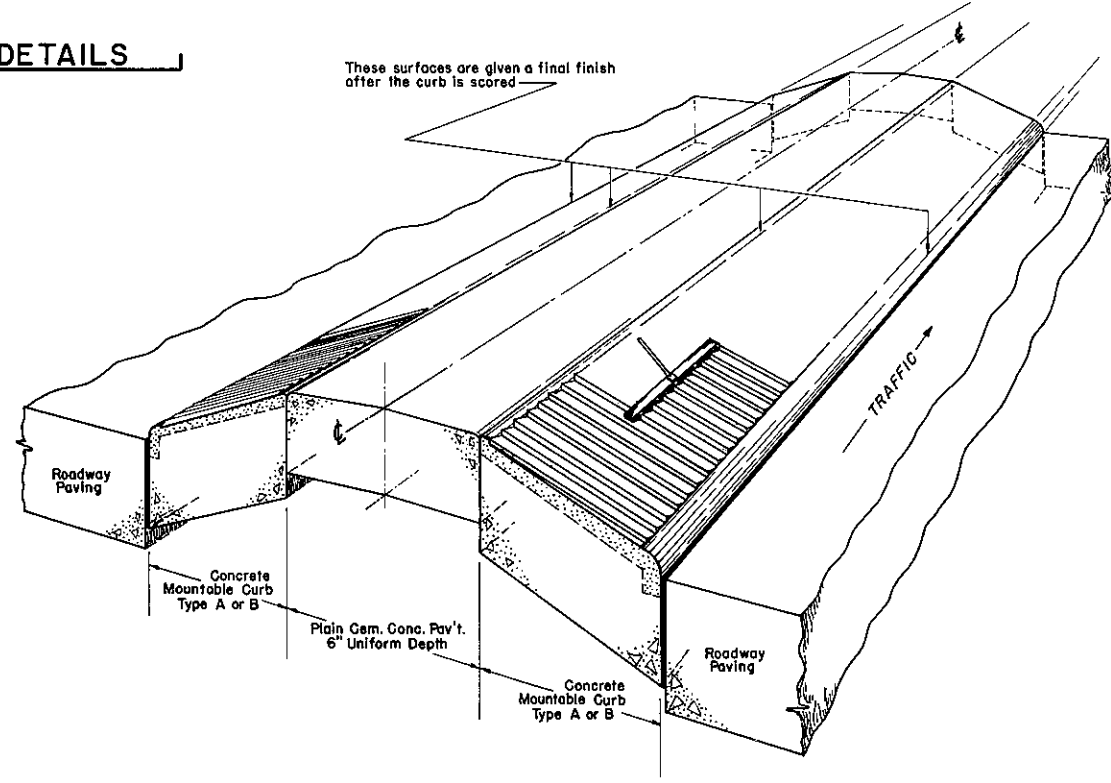 DETAILS
These surfaces are given a final finish
after the curb is scored
℄
TRAFFIC
℄
Roadway
Paving
Concrete
Mountable Curb
Type A or B
Plain Cem. Conc. Pav't.
6" Uniform Depth
Concrete
Mountable Curb
Type A or B
Roadway
Paving